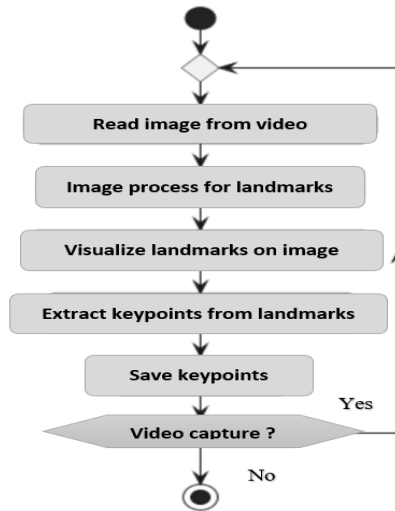 Read image from video
Image process for landmarks
Visualize landmarks on image
Extract keypoints from landmarks
Save keypoints
Yes
Video capture ?
No